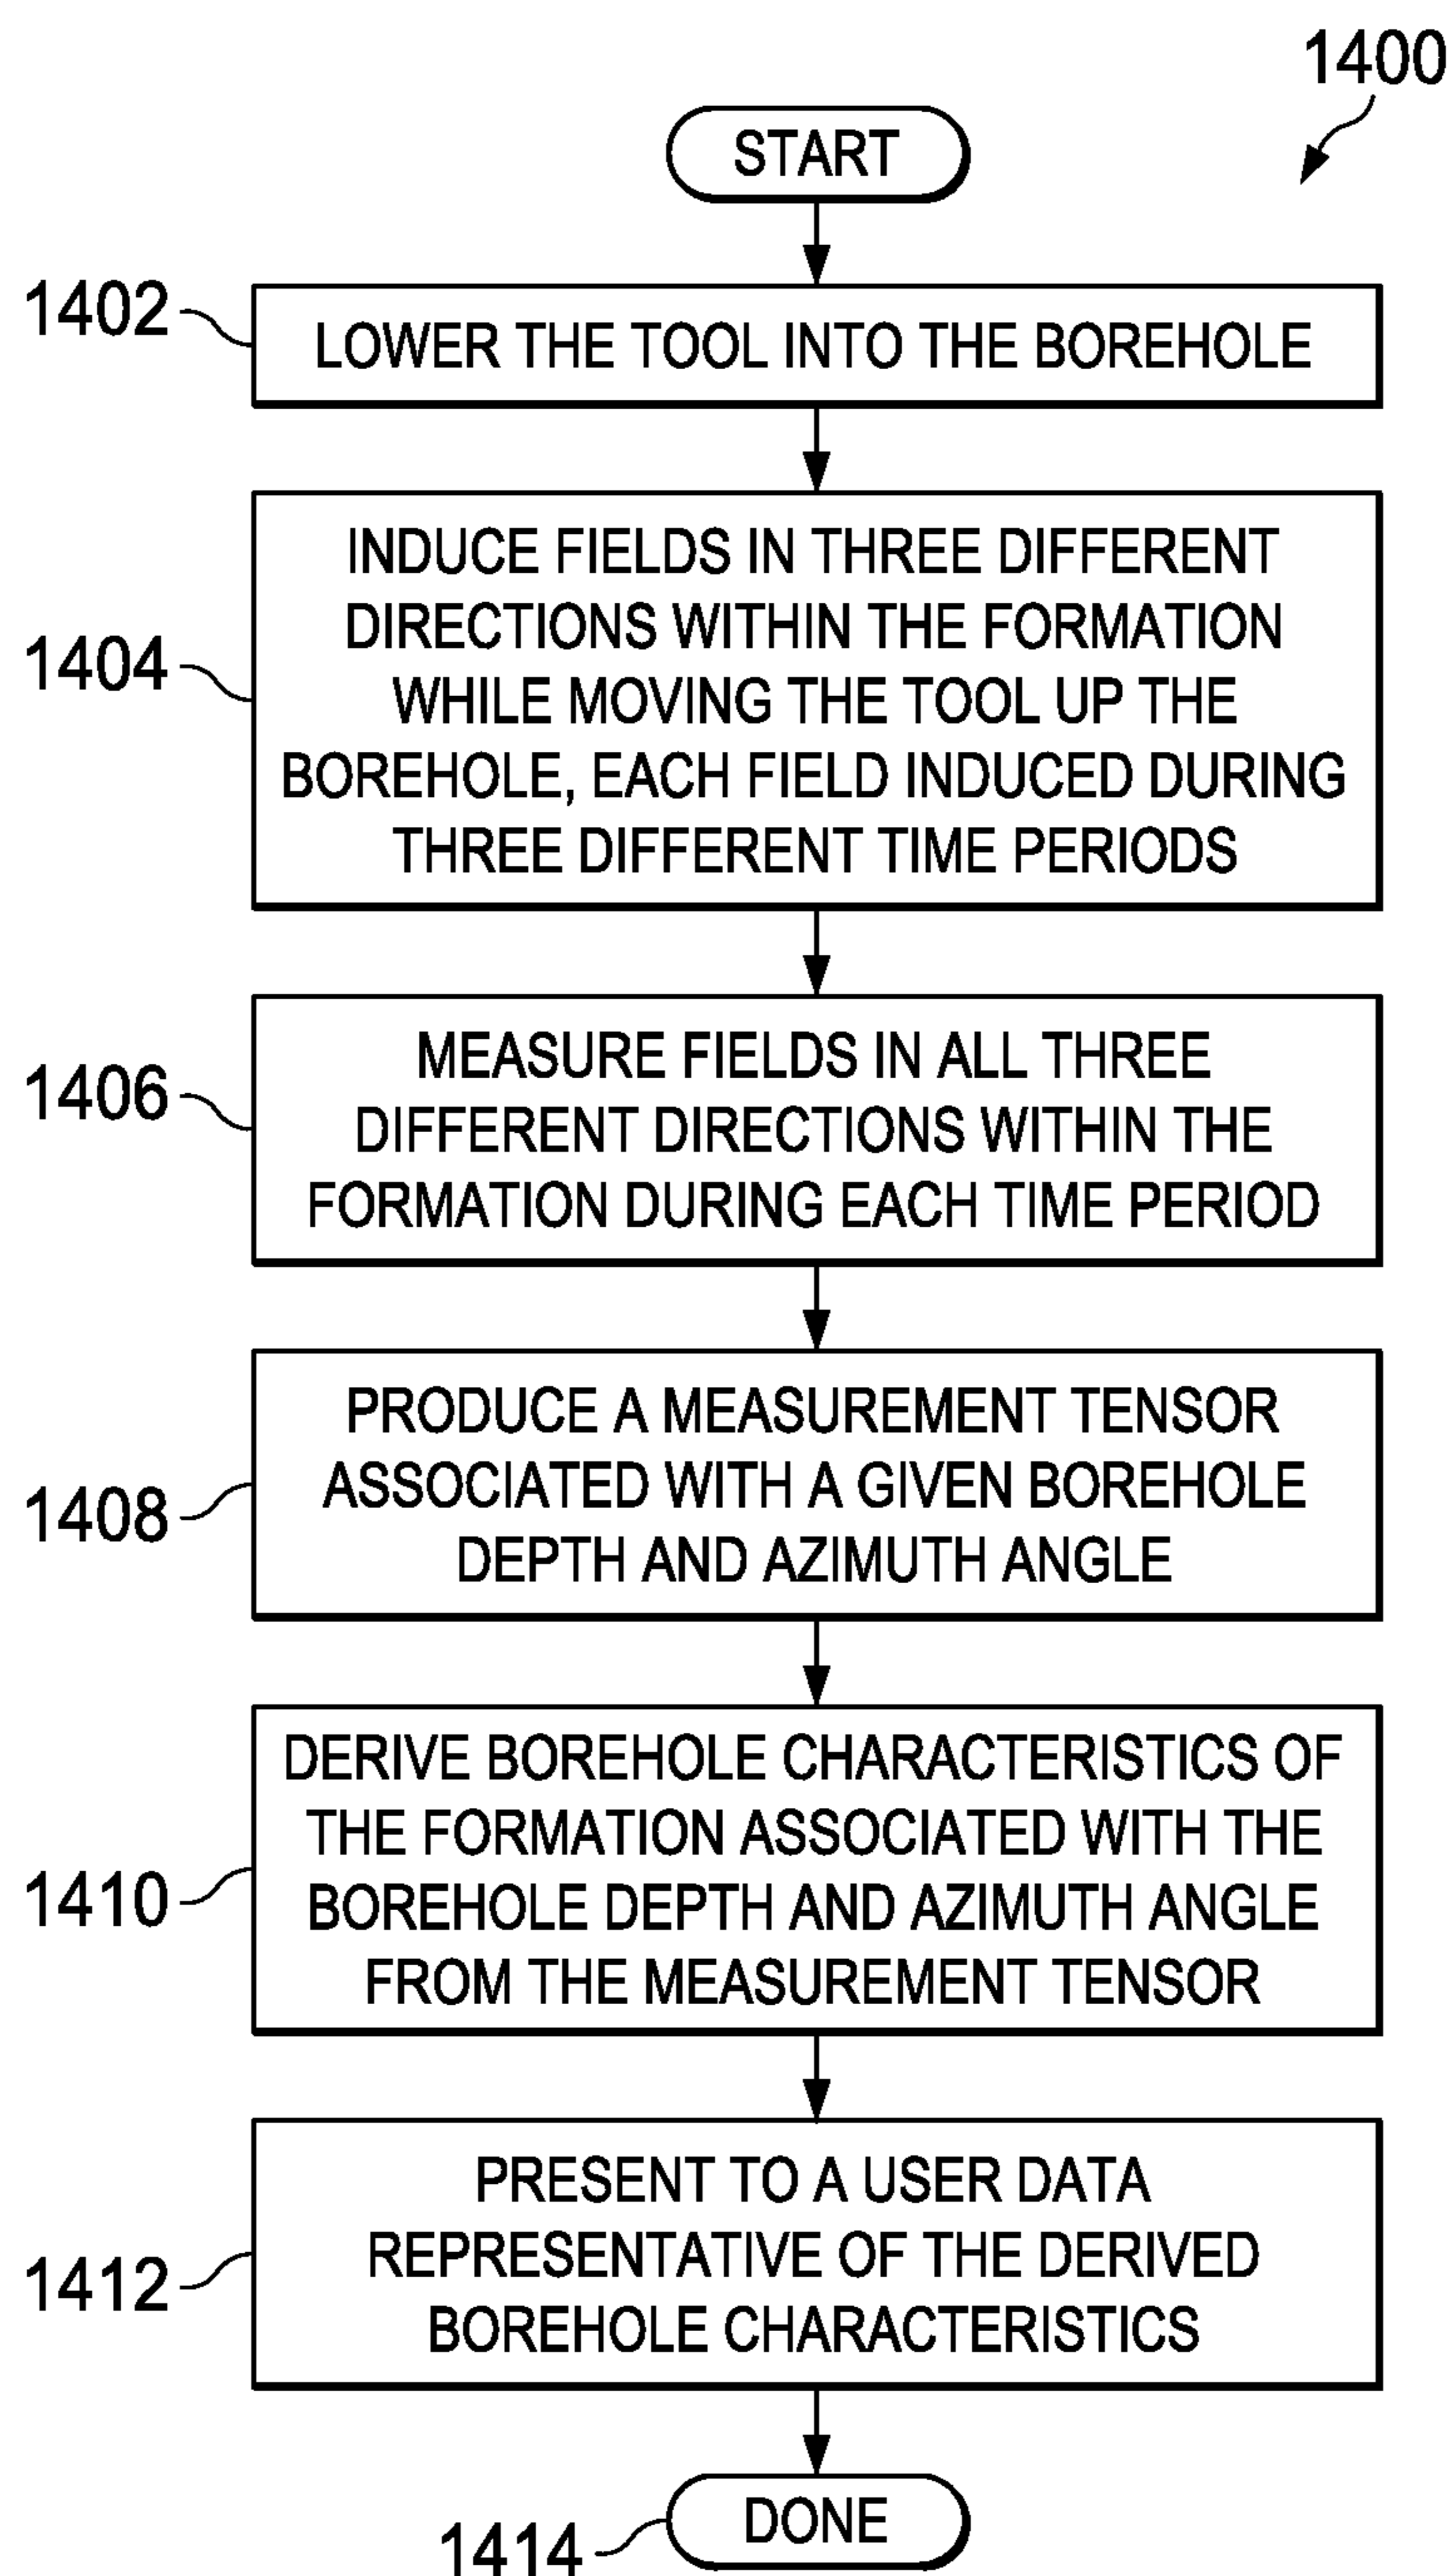 1400
START
1402
LOWER THE TOOL INTO THE BOREHOLE
1404
INDUCE FIELDS IN THREE DIFFERENT
DIRECTIONS WITHIN THE FORMATION
WHILE MOVING THE TOOL UP THE
BOREHOLE, EACH FIELD INDUCED DURING
THREE DIFFERENT TIME PERIODS
1406
MEASURE FIELDS IN ALL THREE
DIFFERENT DIRECTIONS WITHIN THE
FORMATION DURING EACH TIME PERIOD
1408
PRODUCE A MEASUREMENT TENSOR
ASSOCIATED WITH A GIVEN BOREHOLE
DEPTH AND AZIMUTH ANGLE
1410
DERIVE BOREHOLE CHARACTERISTICS OF
THE FORMATION ASSOCIATED WITH THE
BOREHOLE DEPTH AND AZIMUTH ANGLE
FROM THE MEASUREMENT TENSOR
1412
PRESENT TO A USER DATA
REPRESENTATIVE OF THE DERIVED
BOREHOLE CHARACTERISTICS
1414
DONE